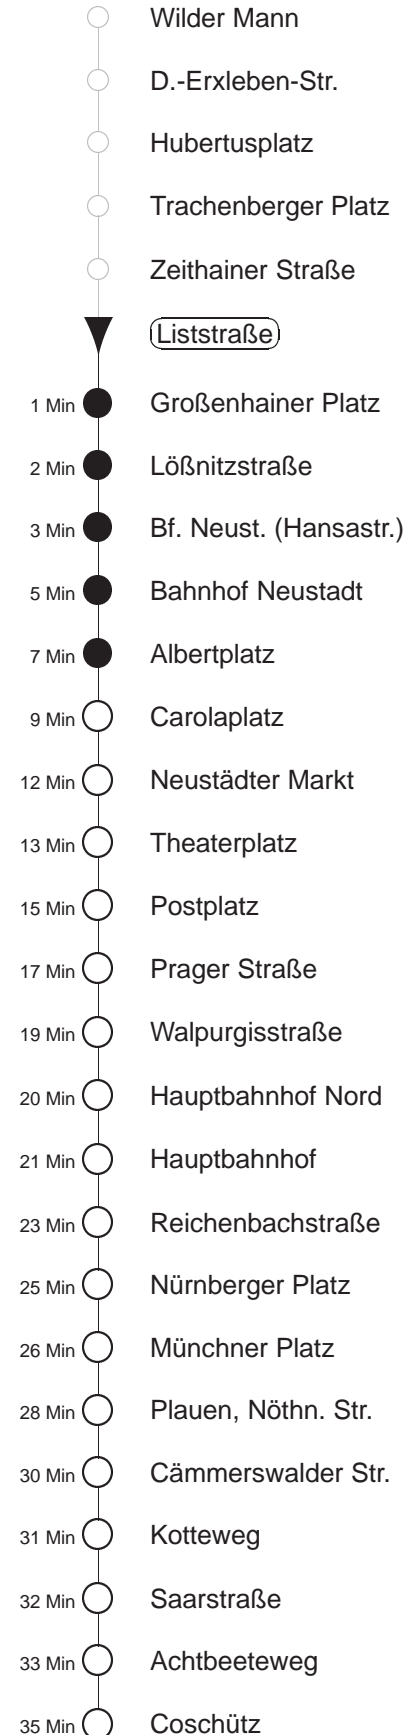 Wilder Mann
D.-Erxleben-Str.
Hubertusplatz
Trachenberger Platz
Zeithainer Straße
Liststraße
1 Min Großenhainer Platz
2 Min Lößnitzstraße
3 Min Bf. Neust. (Hansastr.)
5 Min Bahnhof Neustadt
7 Min Albertplatz
9 Min Carolaplatz
12 Min Neustädter Markt
13 Min Theaterplatz
15 Min Postplatz
17 Min Prager Straße
19 Min Walpurgisstraße
20 Min Hauptbahnhof Nord
21 Min Hauptbahnhof
23 Min Reichenbachstraße
25 Min Nürnberger Platz
26 Min Münchner Platz
28 Min Plauen, Nöthn. Str.
30 Min Cämmerswalder Str.
31 Min Kotteweg
32 Min Saarstraße
33 Min Achtbeeteweg
35 Min Coschütz